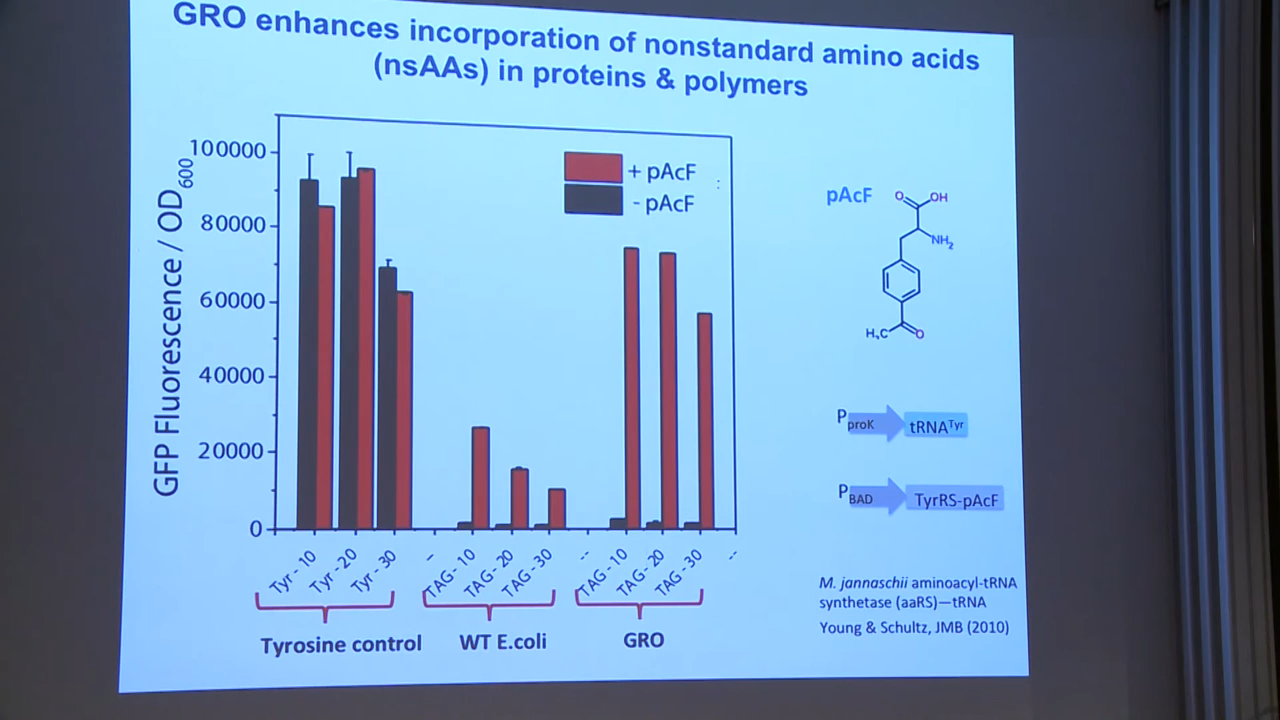 GRO enhances incorporation of nonstandard amino acids
(nsAAs) in proteins & polymers
GFP Fluorescence / OD600
100000
80000
60000
40000
20000
0
+ pAcF
- pAcF
Tyr - 10
Tyr - 20
Tyr - 30
–
TAG - 10
TAG - 20
TAG - 30
--
TAG - 10
TAG - 20
TAG - 30
--
Tyrosine control
WT E.coli
GRO
pAcF
O
OH
NH2
H3C
O
PproK
tRNATyr
PBAD
TyrRS-pAcF
M. jannaschii aminoacyl-tRNA
synthetase (aaRS)—tRNA
Young & Schultz, JMB (2010)